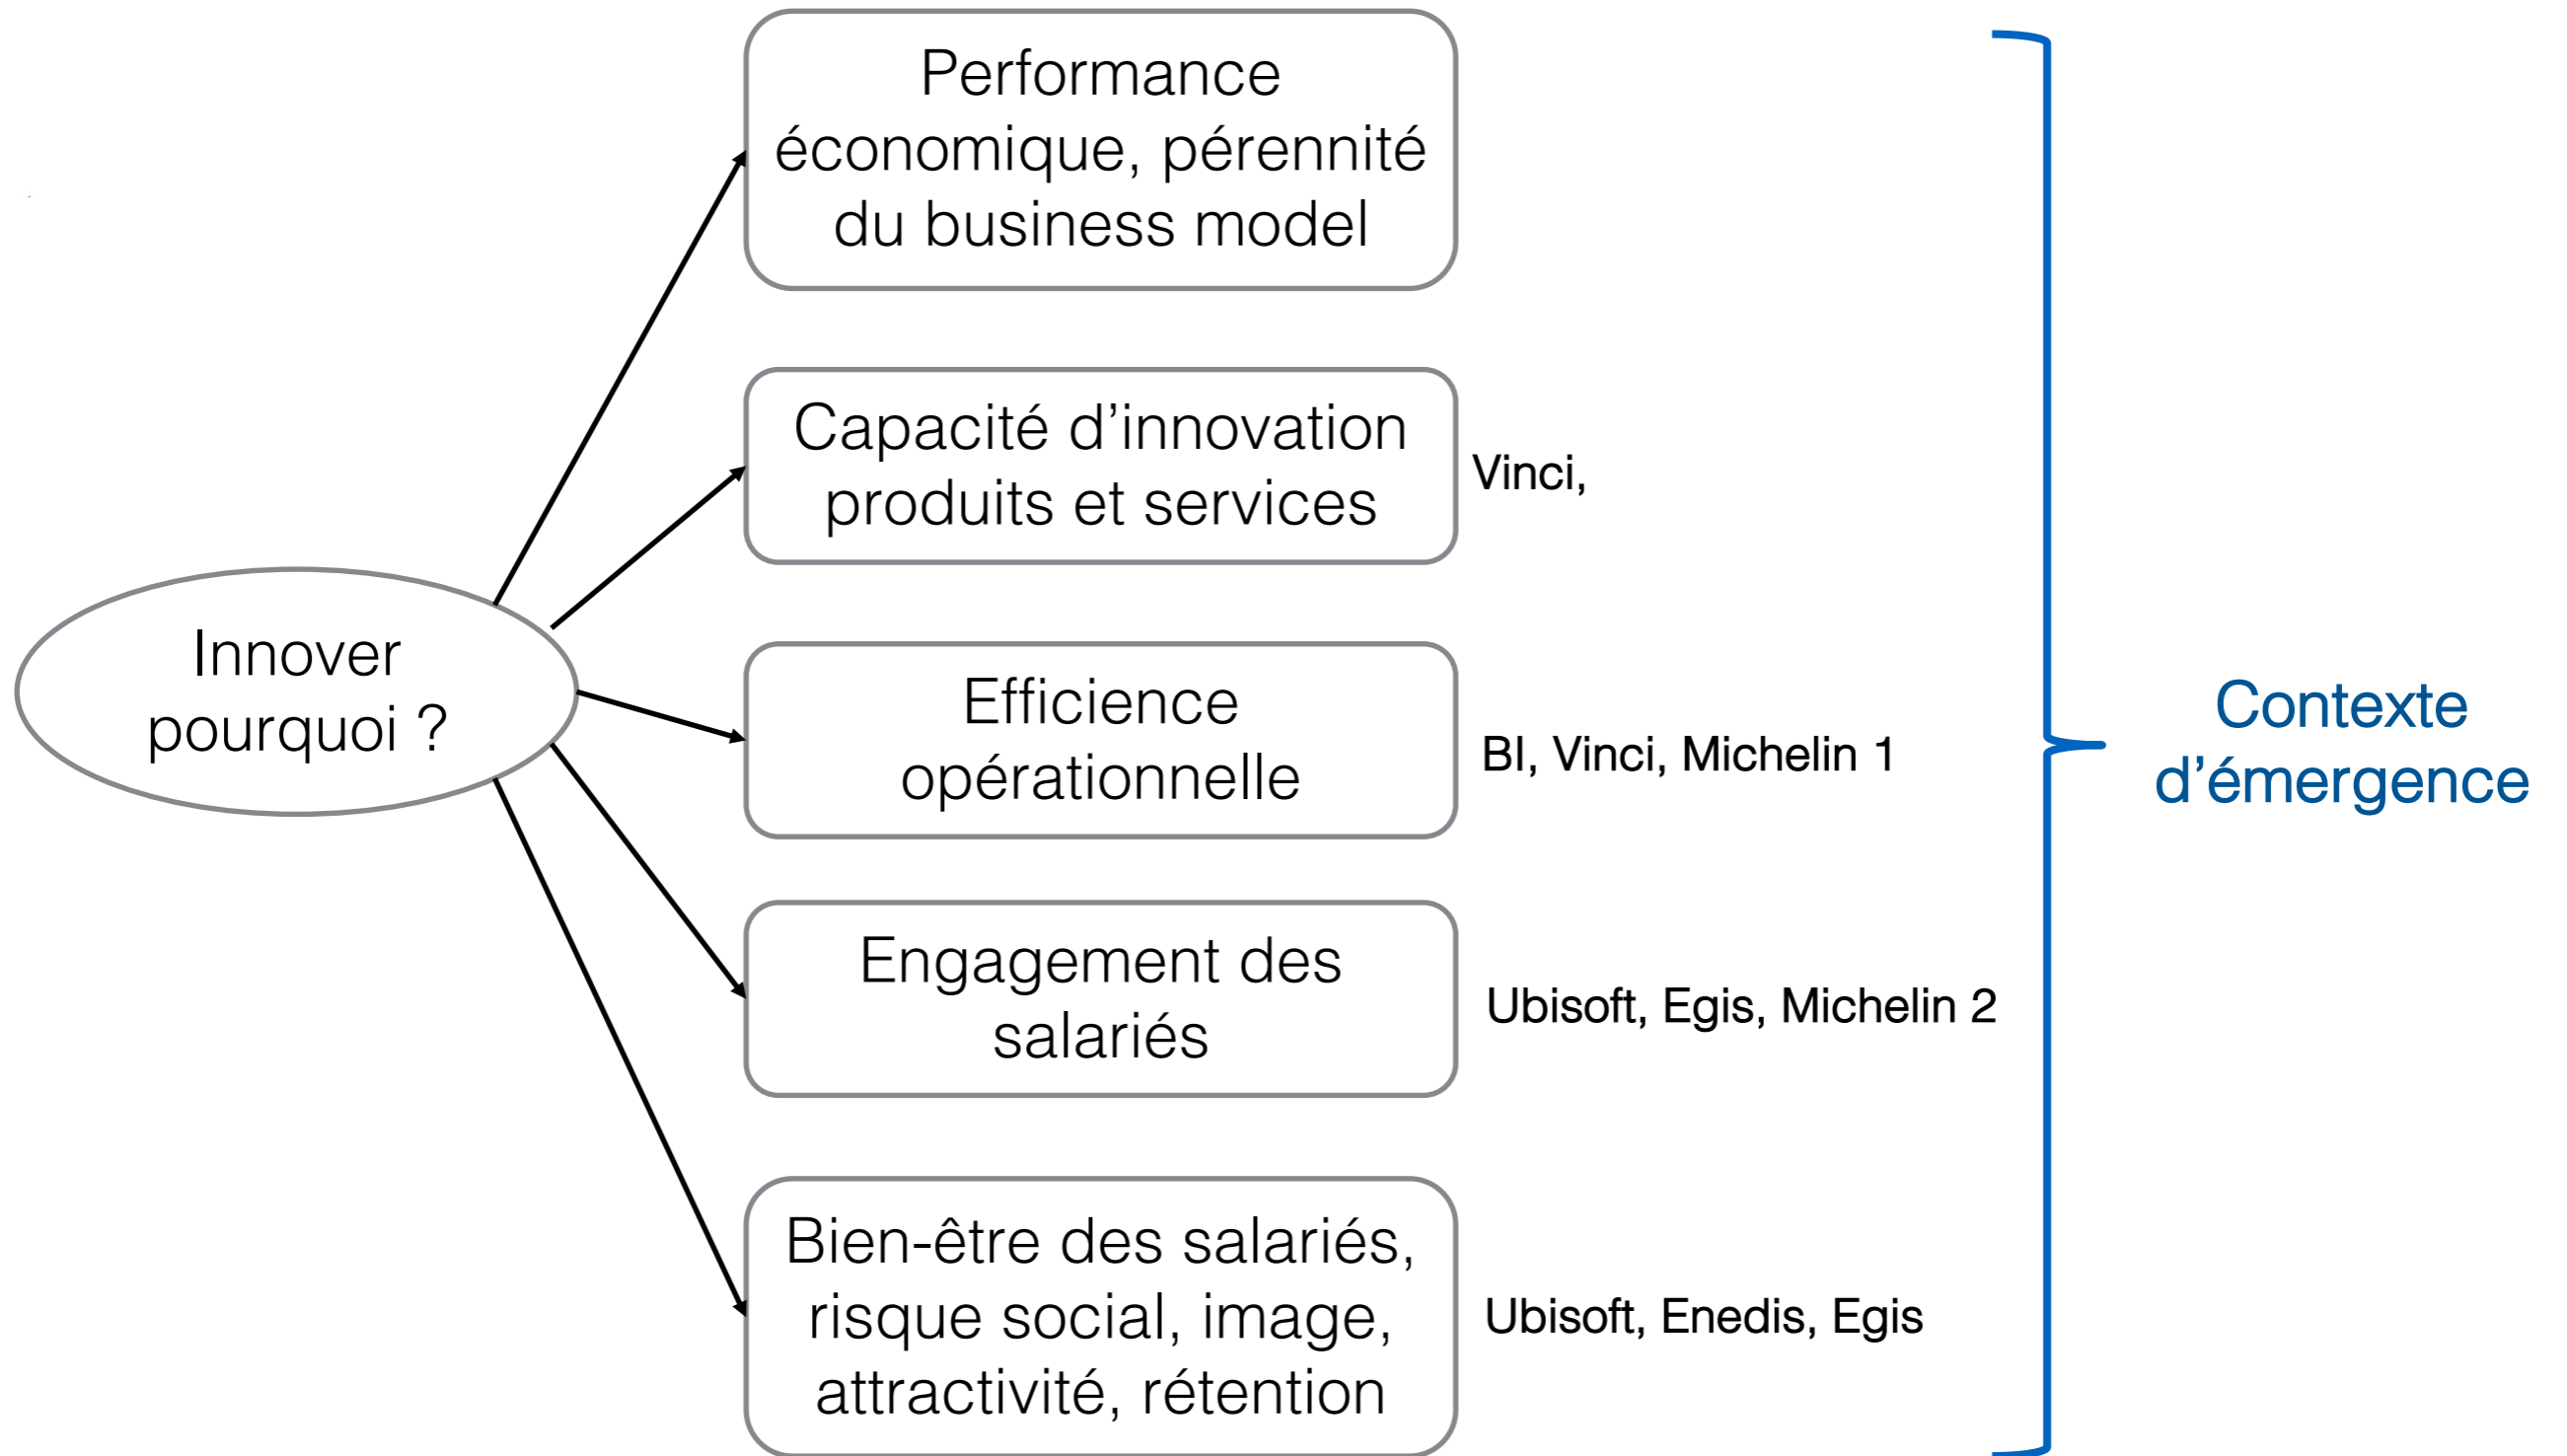 Performance
économique, pérennité
du business model
Capacité d’innovation
produits et services
Vinci,
Innover
pourquoi ?
Efficience
opérationnelle
BI, Vinci, Michelin 1
Contexte
d’émergence
Engagement des
salariés
Ubisoft, Egis, Michelin 2
Bien-être des salariés,
risque social, image,
attractivité, rétention
Ubisoft, Enedis, Egis